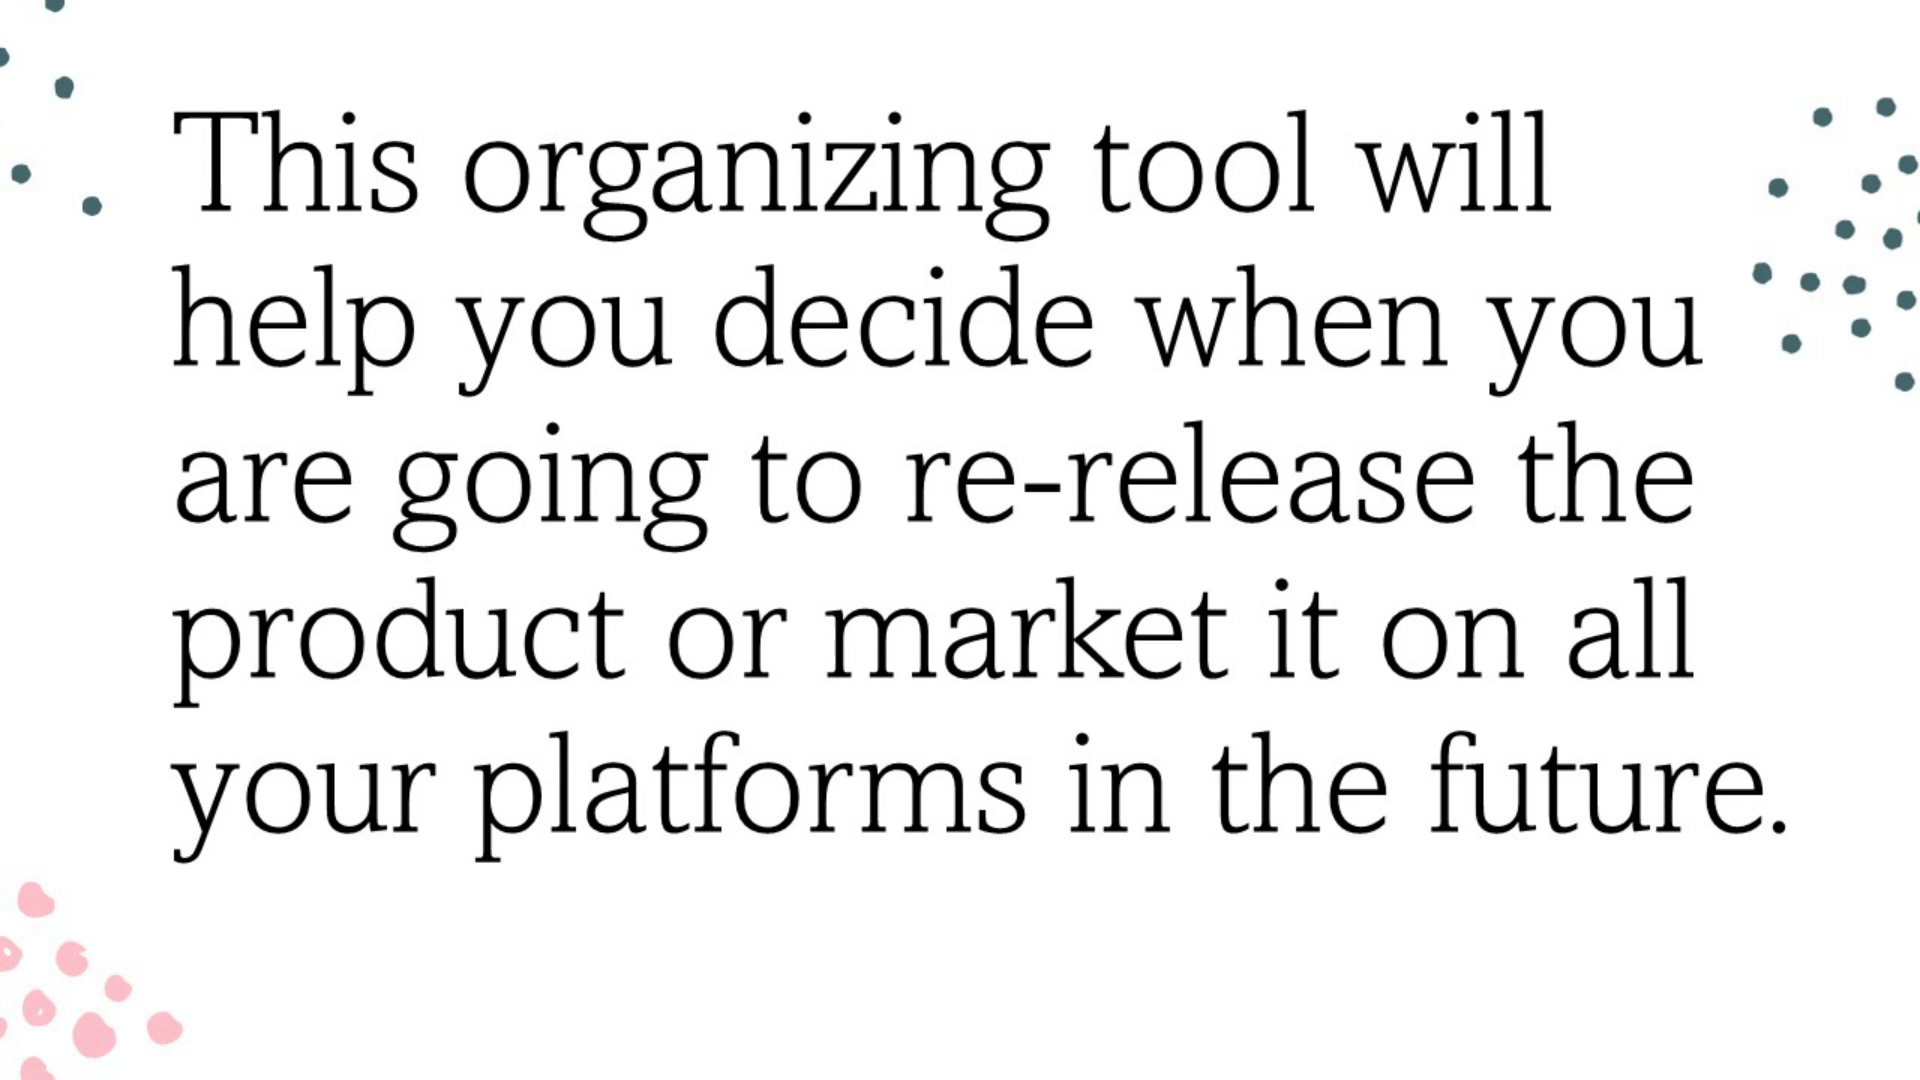 This organizing tool will
help you decide when you
are going to re-release the
product or market it on all
your platforms in the future.